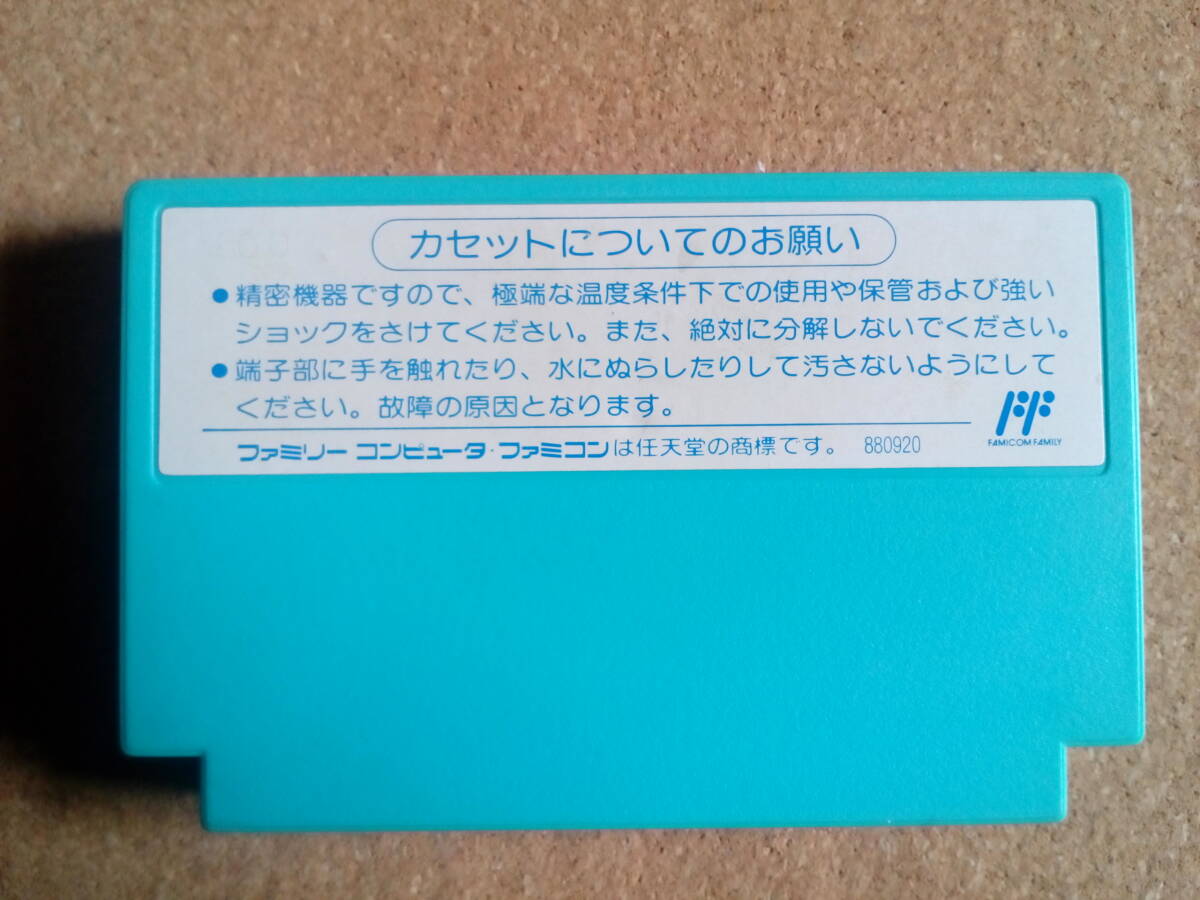 カセットについてのお願い
●精密機器ですので、極端な温度条件下での使用や保管および強い
ショックをさけてください。また、絶対に分解しないでください。
●端子部に手を触れたり、水にぬらしたりして汚さないようにして
ください。故障の原因となります。
FAMICOM FAMILY
ファミリー コンピュータ・ファミコンは任天堂の商標です。 880920